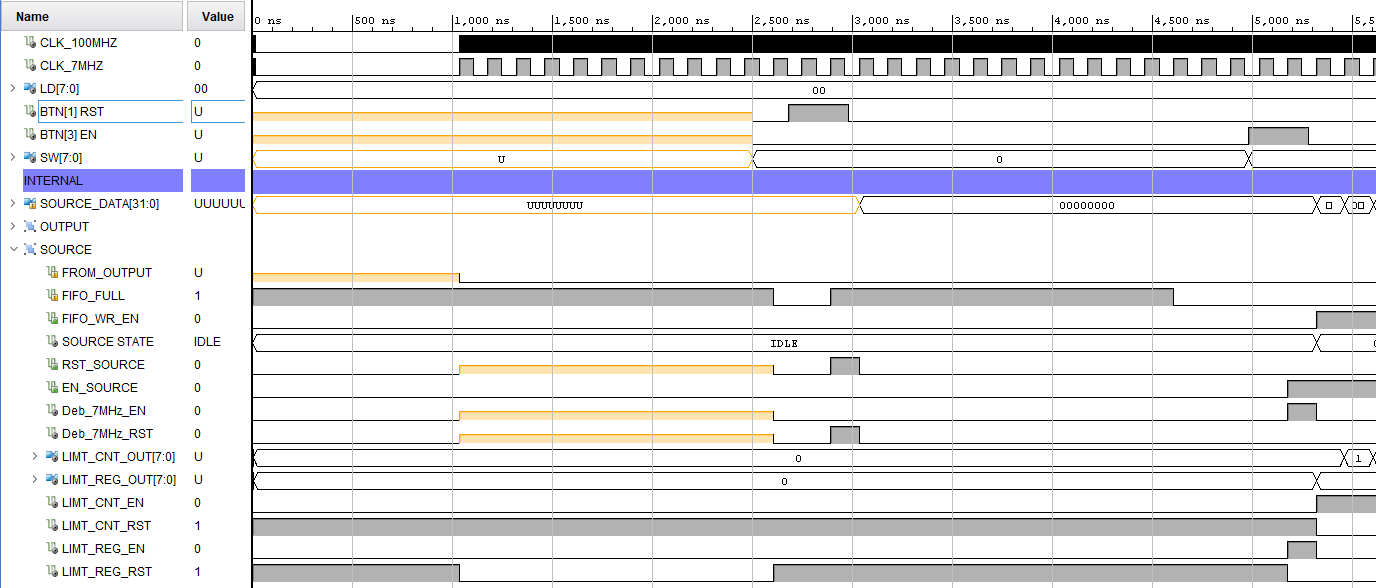 Name Value
0 ns 500 ns 1,000 ns 1,500 ns 2,000 ns 2,500 ns 3,000 ns 3,500 ns 4,000 ns 4,500 ns 5,000 ns 5,5
CLK_100MHZ 0
CLK_7MHZ 0
LD[7:0] 00 00
BTN[1] RST U
BTN[3] EN U
SW[7:0] U U 0
INTERNAL
SOURCE_DATA[31:0] UUUUUU UUUUUUUU 00000000
OUTPUT
SOURCE
FROM_OUTPUT U
FIFO_FULL 1
FIFO_WR_EN 0
SOURCE STATE IDLE IDLE
RST_SOURCE 0
EN_SOURCE 0
Deb_7MHz_EN 0
Deb_7MHz_RST 0
LIMT_CNT_OUT[7:0] U 0 1
LIMT_REG_OUT[7:0] U 0
LIMT_CNT_EN 0
LIMT_CNT_RST 1
LIMT_REG_EN 0
LIMT_REG_RST 1